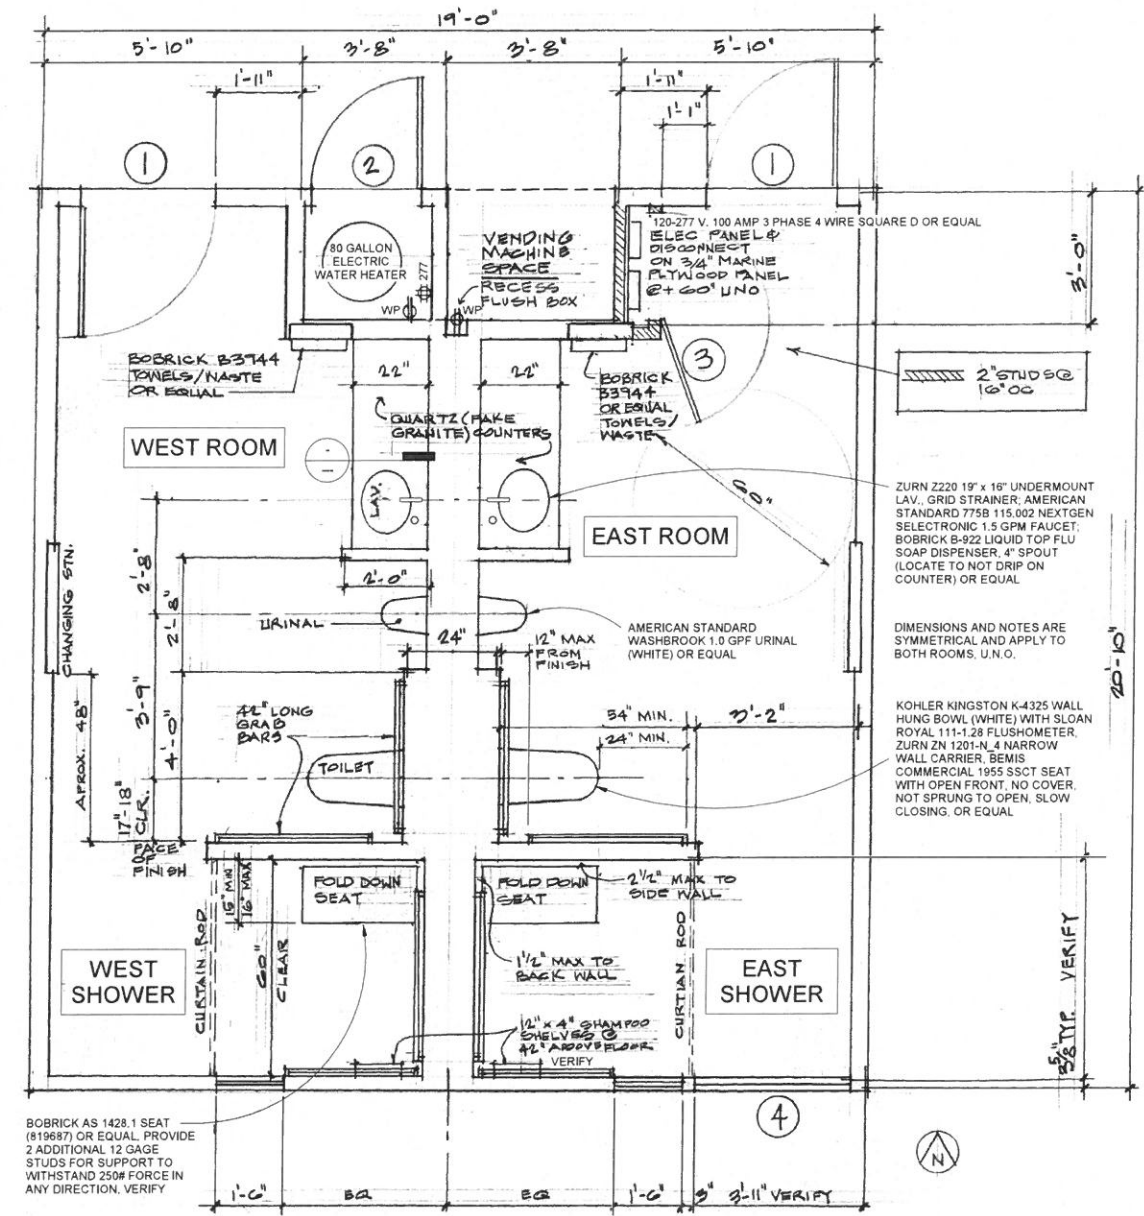 19'-0"
5'-10"
3'-8"
3'-8"
5'-10"
1'-11"
1'-11"
1'-1"
1
2
1
80 GALLON
ELECTRIC
WATER HEATER
277
WP
VENDING
MACHINE
SPACE
RECESS
FLUSH BOX
WP
120-277 V. 100 AMP 3 PHASE 4 WIRE SQUARE D OR EQUAL
ELEC PANEL &
DISCONNECT
ON 3/4" MARINE
PLYWOOD PANEL
@ + 60" UNO
3'-0"
3
2" STUDS @
16" OC
BOBRICK B3944
TOWELS/WASTE
OR EQUAL
22"
22"
BOBRICK
B3944
OR EQUAL
TOWELS/
WASTE
QUARTZ (FAKE
GRANITE) COUNTERS
WEST ROOM
LAV.
60"
EAST ROOM
ZURN Z220 19" x 16" UNDERMOUNT
LAV., GRID STRAINER; AMERICAN
STANDARD 775B 115.002 NEXTGEN
SELECTRONIC 1.5 GPM FAUCET;
BOBRICK B-922 LIQUID TOP FLU
SOAP DISPENSER, 4" SPOUT
(LOCATE TO NOT DRIP ON
COUNTER) OR EQUAL
CHANGING STN.
2'-8"
2'-8"
2'-0"
URINAL
24"
12" MAX
FROM
FINISH
AMERICAN STANDARD
WASHBROOK 1.0 GPF URINAL
(WHITE) OR EQUAL
DIMENSIONS AND NOTES ARE
SYMMETRICAL AND APPLY TO
BOTH ROOMS, U.N.O.
20'-10"
APROX. 48"
3'-9"
4'-0"
42" LONG
GRAB
BARS
54" MIN.
3'-2"
24" MIN.
TOILET
KOHLER KINGSTON K-4325 WALL
HUNG BOWL (WHITE) WITH SLOAN
ROYAL 111-1.28 FLUSHOMETER,
ZURN ZN 1201-N_4 NARROW
WALL CARRIER, BEMIS
COMMERCIAL 1955 SSCT SEAT
WITH OPEN FRONT, NO COVER,
NOT SPRUNG TO OPEN, SLOW
CLOSING, OR EQUAL
17"-18"
CLR.
FACE
OF
FINISH
15" MIN
16" MAX
FOLD DOWN
SEAT
FOLD DOWN
SEAT
2 1/2" MAX TO
SIDE WALL
CURTAIN ROD
60"
CLEAR
1 1/2" MAX TO
BACK WALL
CURTIAN ROD
WEST
SHOWER
EAST
SHOWER
12" x 4" SHAMPOO
SHELVES @
42" ABOVE FLOOR
VERIFY
TYP. VERIFY
4
BOBRICK AS 1428.1 SEAT
(819687) OR EQUAL. PROVIDE
2 ADDITIONAL 12 GAGE
STUDS FOR SUPPORT TO
WITHSTAND 250# FORCE IN
ANY DIRECTION, VERIFY
N
1'-6"
EQ
EQ
1'-6"
3"
3'-11" VERIFY